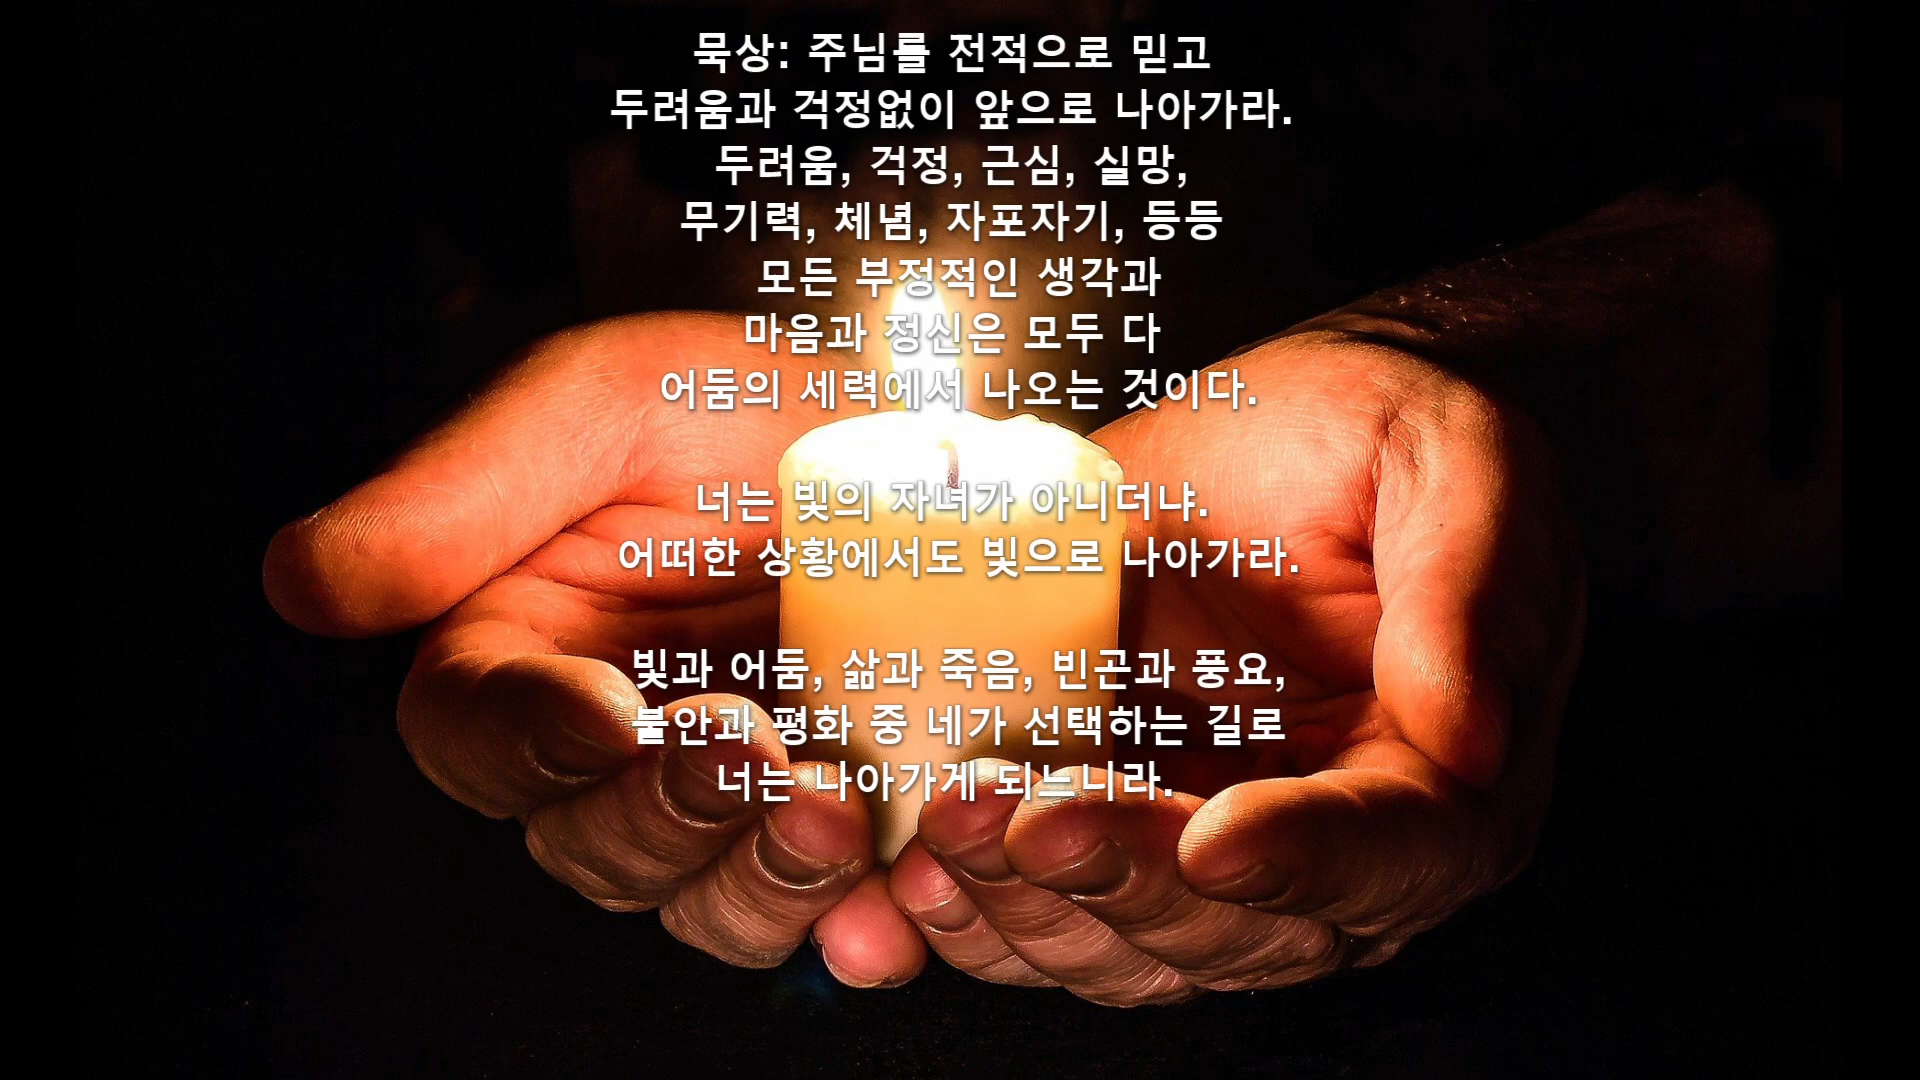 묵상: 주님를 전적으로 믿고
두려움과 걱정없이 앞으로 나아가라.
두려움, 걱정, 근심, 실망,
무기력, 체념, 자포자기, 등등
모든 부정적인 생각과
마음과 정신은 모두 다
어둠의 세력에서 나오는 것이다.
너는 빛의 자녀가 아니더냐.
어떠한 상황에서도 빛으로 나아가라.
빛과 어둠, 삶과 죽음, 빈곤과 풍요,
불안과 평화 중 네가 선택하는 길로
너는 나아가게 되느니라.